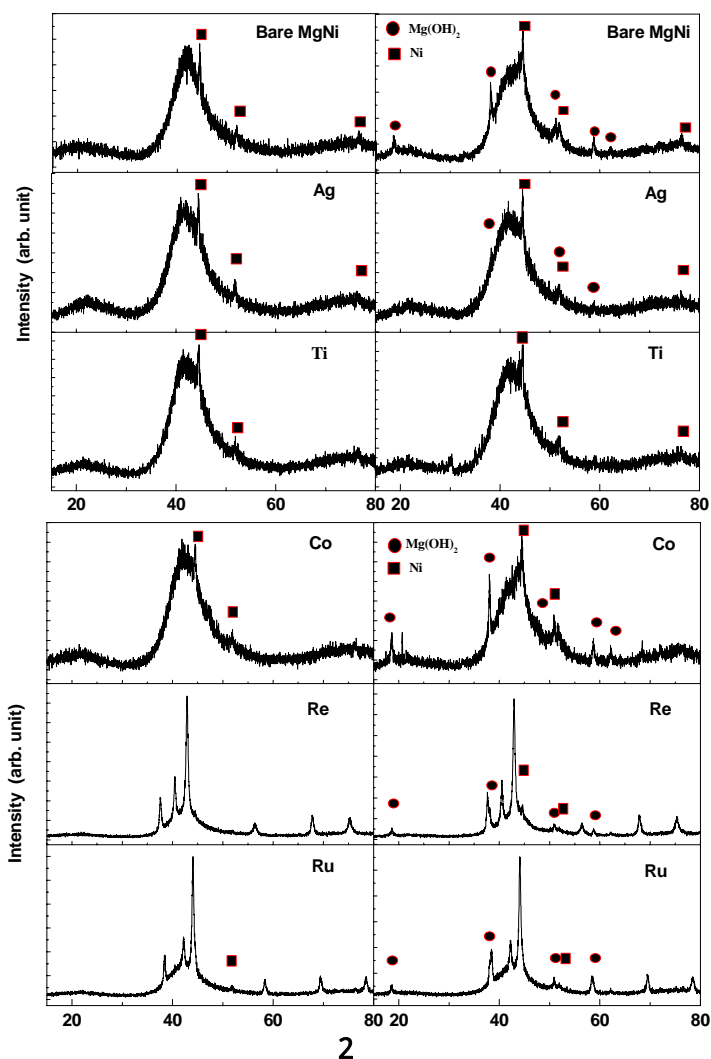 Bare MgNi
Bare MgNi
Mg(OH)2
Ni
Ag
Ag
Ti
Ti
Intensity (arb. unit)
20 40 60 80
20 40 60 80
Co
Co
Mg(OH)2
Ni
Re
Re
Ru
Ru
Intensity (arb. unit)
20 40 60 80
20 40 60 80
2